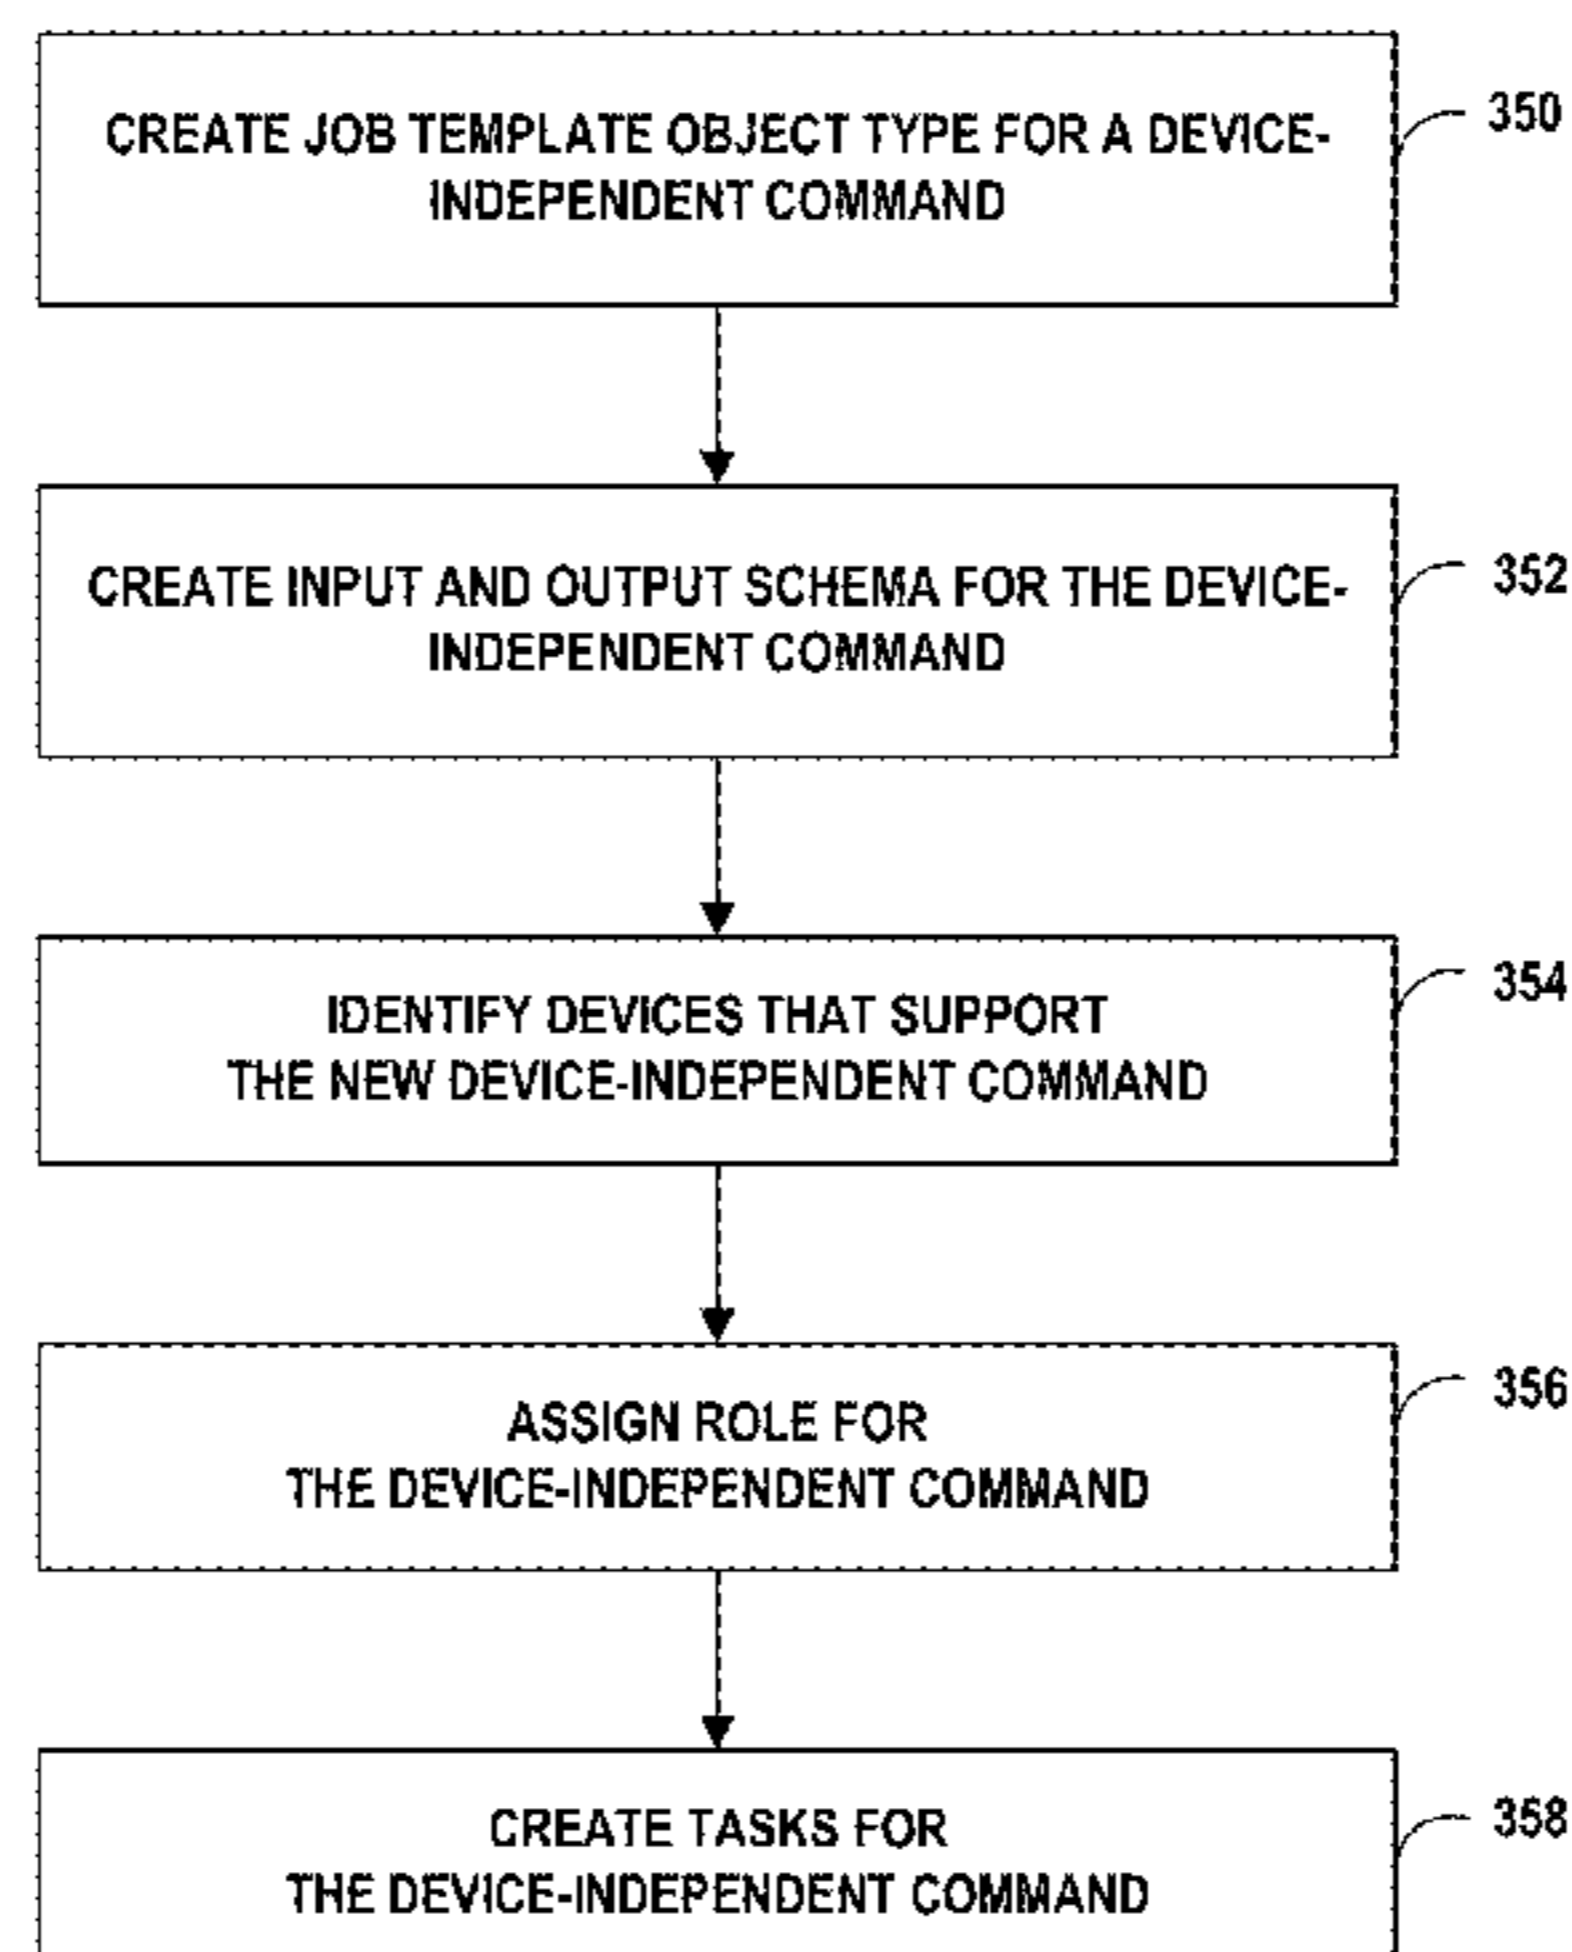 CREATE JOB TEMPLATE OBJECT TYPE FOR A DEVICE-
INDEPENDENT COMMAND
350
CREATE INPUT AND OUTPUT SCHEMA FOR THE DEVICE-
INDEPENDENT COMMAND
352
IDENTIFY DEVICES THAT SUPPORT
THE NEW DEVICE-INDEPENDENT COMMAND
354
ASSIGN ROLE FOR
THE DEVICE-INDEPENDENT COMMAND
356
CREATE TASKS FOR
THE DEVICE-INDEPENDENT COMMAND
358